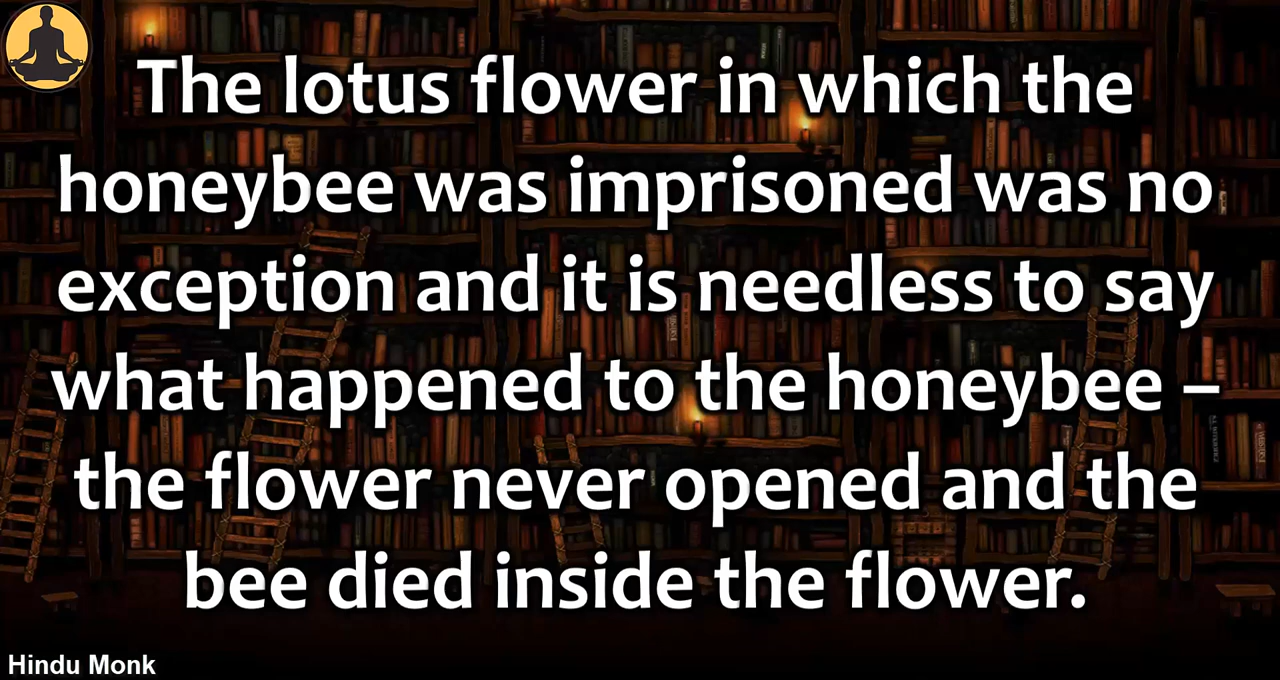 The lotus flower in which the
honeybee was imprisoned was no
exception and it is needless to say
what happened to the honeybee –
the flower never opened and the
bee died inside the flower.
Hindu Monk